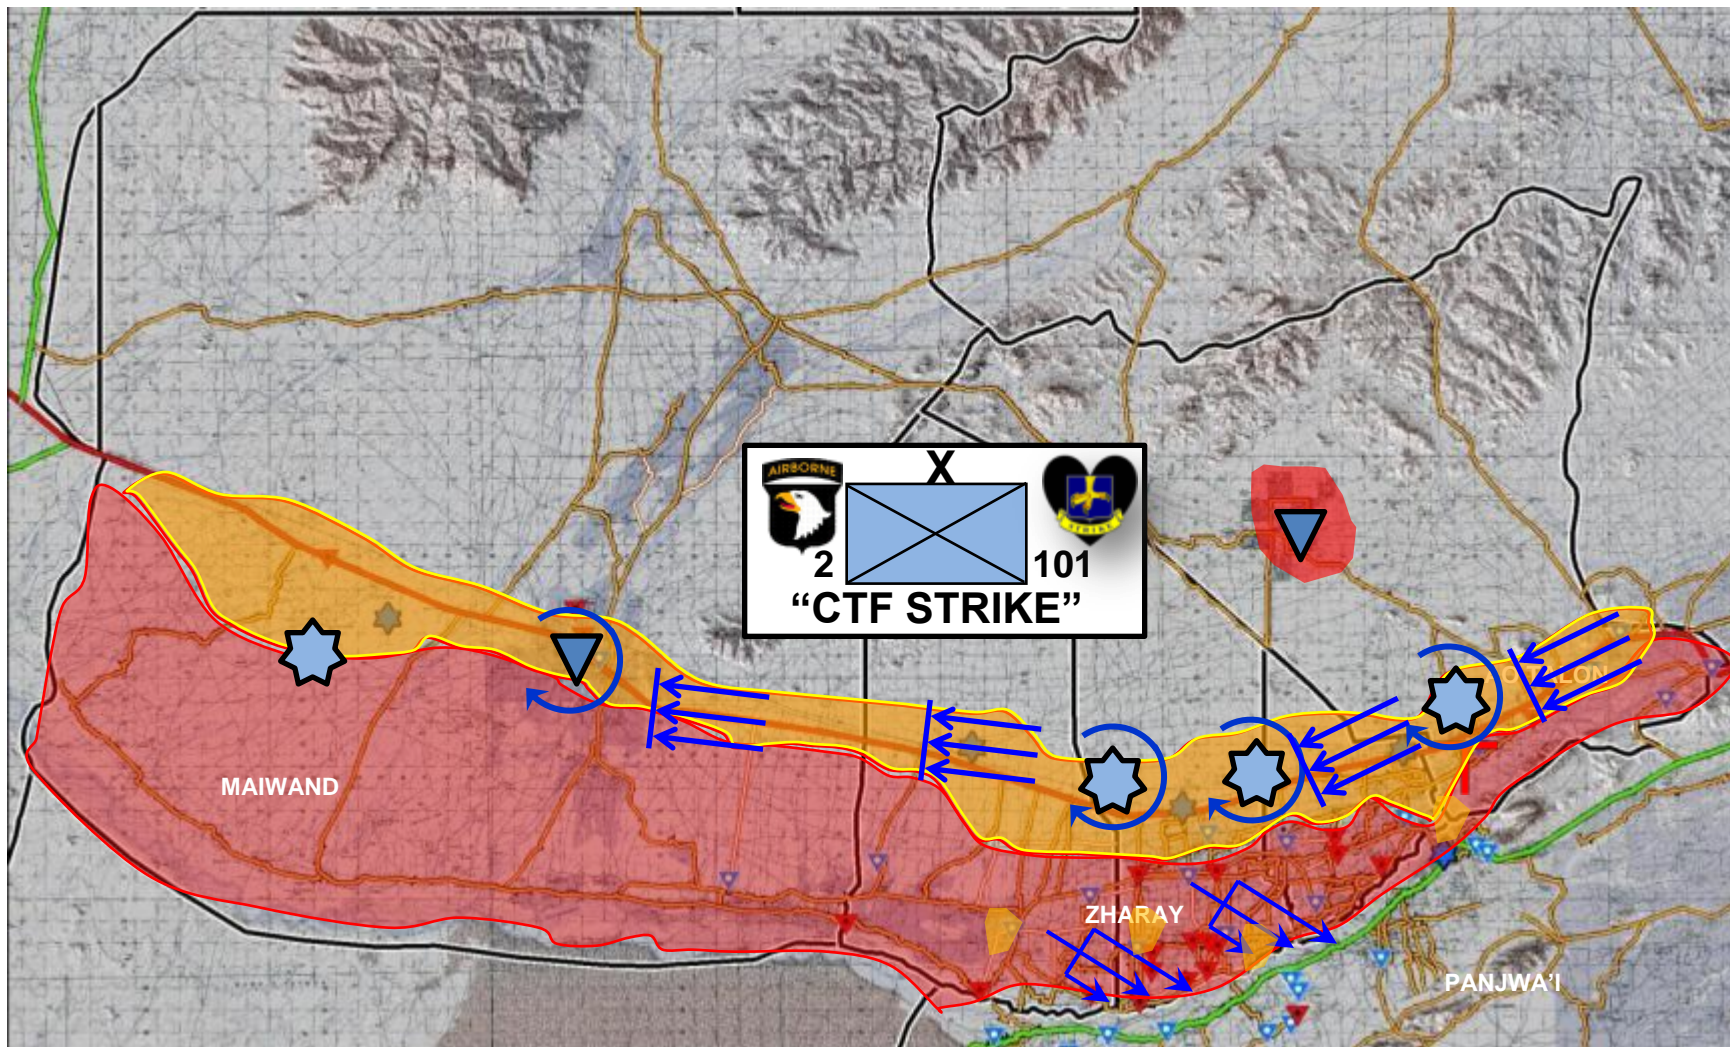 AIRBORNE
X
STRIKE
2
101
“CTF STRIKE”
MAIWAND
ZHARAY
PANJWA’I